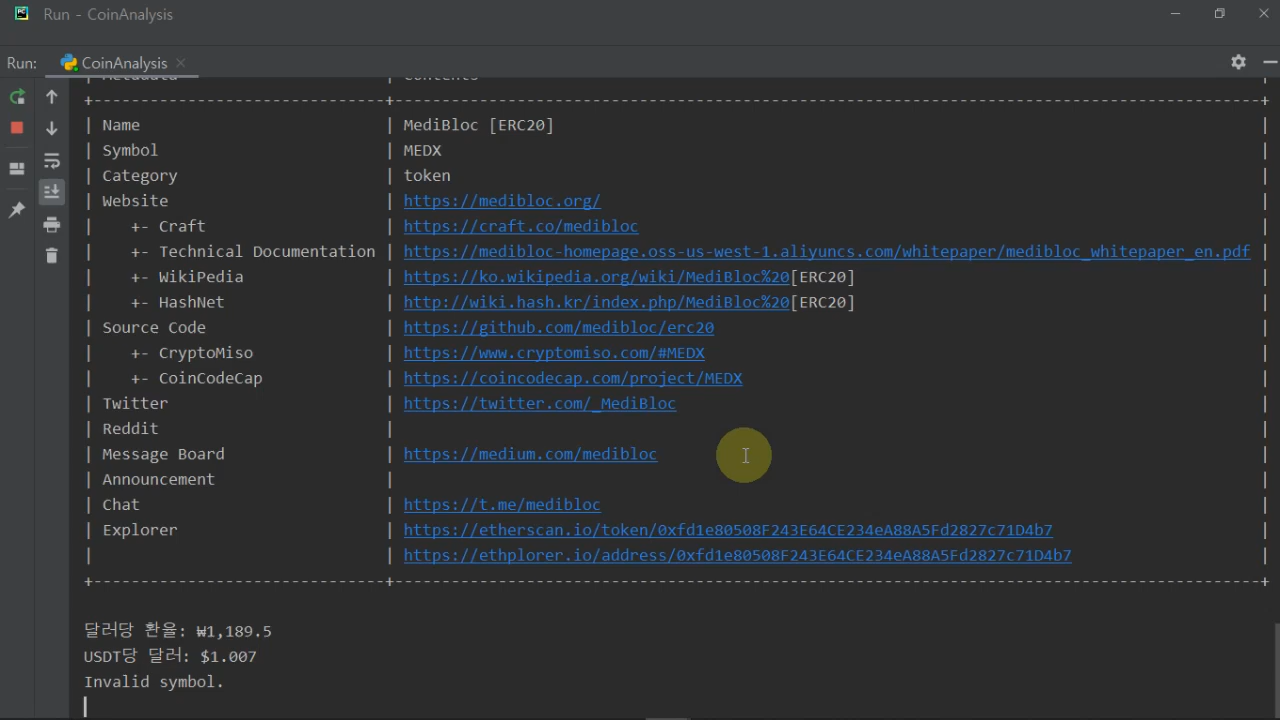 Run - CoinAnalysis
Run: CoinAnalysis
| Metadata | Contents |
+-------------------------------+---------------------------------------------------------------------------------------------+
| Name | MediBloc [ERC20] |
| Symbol | MEDX |
| Category | token |
| Website | https://medibloc.org/ |
| +- Craft | https://craft.co/medibloc |
| +- Technical Documentation | https://medibloc-homepage.oss-us-west-1.aliyuncs.com/whitepaper/medibloc_whitepaper_en.pdf |
| +- WikiPedia | https://ko.wikipedia.org/wiki/MediBloc%20[ERC20] |
| +- HashNet | http://wiki.hash.kr/index.php/MediBloc%20[ERC20] |
| Source Code | https://github.com/medibloc/erc20 |
| +- CryptoMiso | https://www.cryptomiso.com/#MEDX |
| +- CoinCodeCap | https://coincodecap.com/project/MEDX |
| Twitter | https://twitter.com/_MediBloc |
| Reddit | |
| Message Board | https://medium.com/medibloc |
| Announcement | |
| Chat | https://t.me/medibloc |
| Explorer | https://etherscan.io/token/0xfd1e80508F243E64CE234eA88A5Fd2827c71D4b7 |
| | https://ethplorer.io/address/0xfd1e80508F243E64CE234eA88A5Fd2827c71D4b7 |
+-------------------------------+---------------------------------------------------------------------------------------------+
달러당 환율: ₩1,189.5
USDT당 달러: $1.007
Invalid symbol.